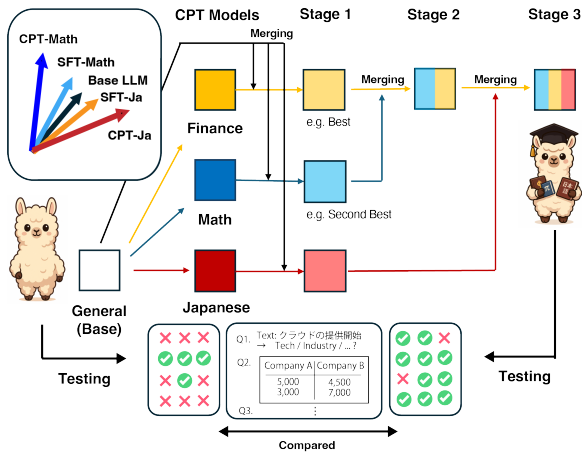 CPT Models
Stage 1
Stage 2
Stage 3
CPT-Math
SFT-Math
Base LLM
SFT-Ja
CPT-Ja
Merging
Merging
Merging
Finance
e.g. Best
Math
e.g. Second Best
General
(Base)
Japanese
Testing
Q1.
Text: クラウドの提供開始
→ Tech / Industry / ... ?
Q2.
Company A
Company B
5,000
4,500
3,000
7,000
Q3.
⋮
Testing
Compared